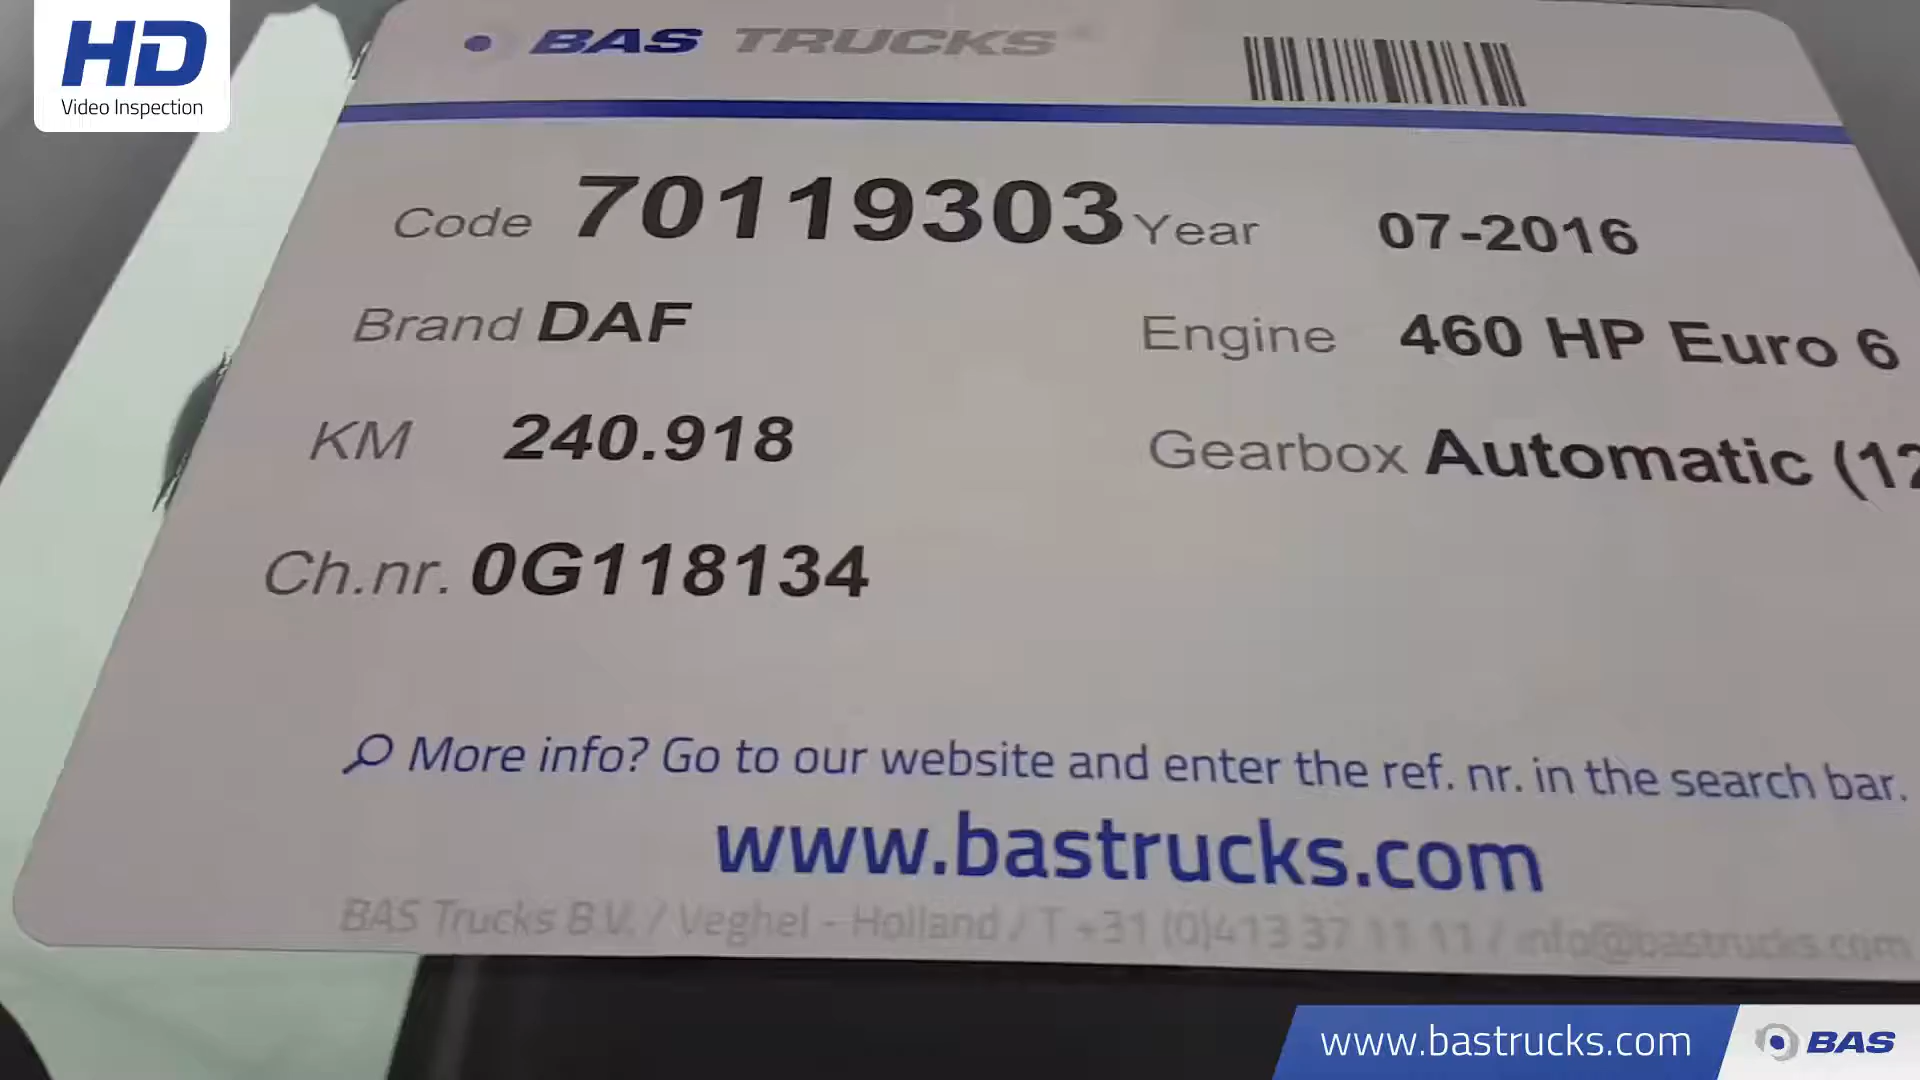 HD
Video Inspection
BAS TRUCKS
Code 70119303 Year 07-2016
Brand DAF Engine 460 HP Euro 6
KM 240.918 Gearbox Automatic (12
Ch.nr. 0G118134
More info? Go to our website and enter the ref. nr. in the search bar.
www.bastrucks.com
BAS Trucks B.V. / Veghel - Holland / T +31 (0)413 37 11 11 / info@bastrucks.com
www.bastrucks.com BAS